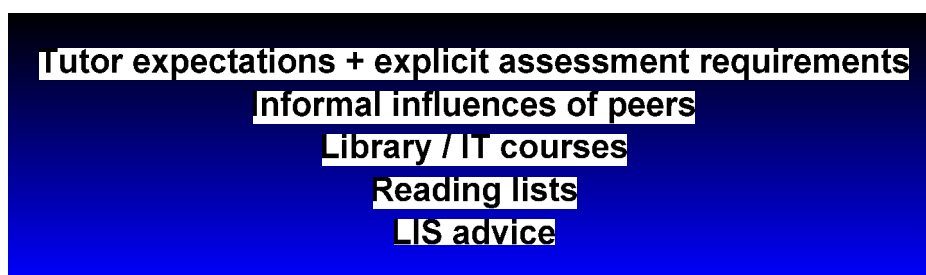 Tutor expectations + explicit assessment requirements
Informal influences of peers
Library / IT courses
Reading lists
LIS advice